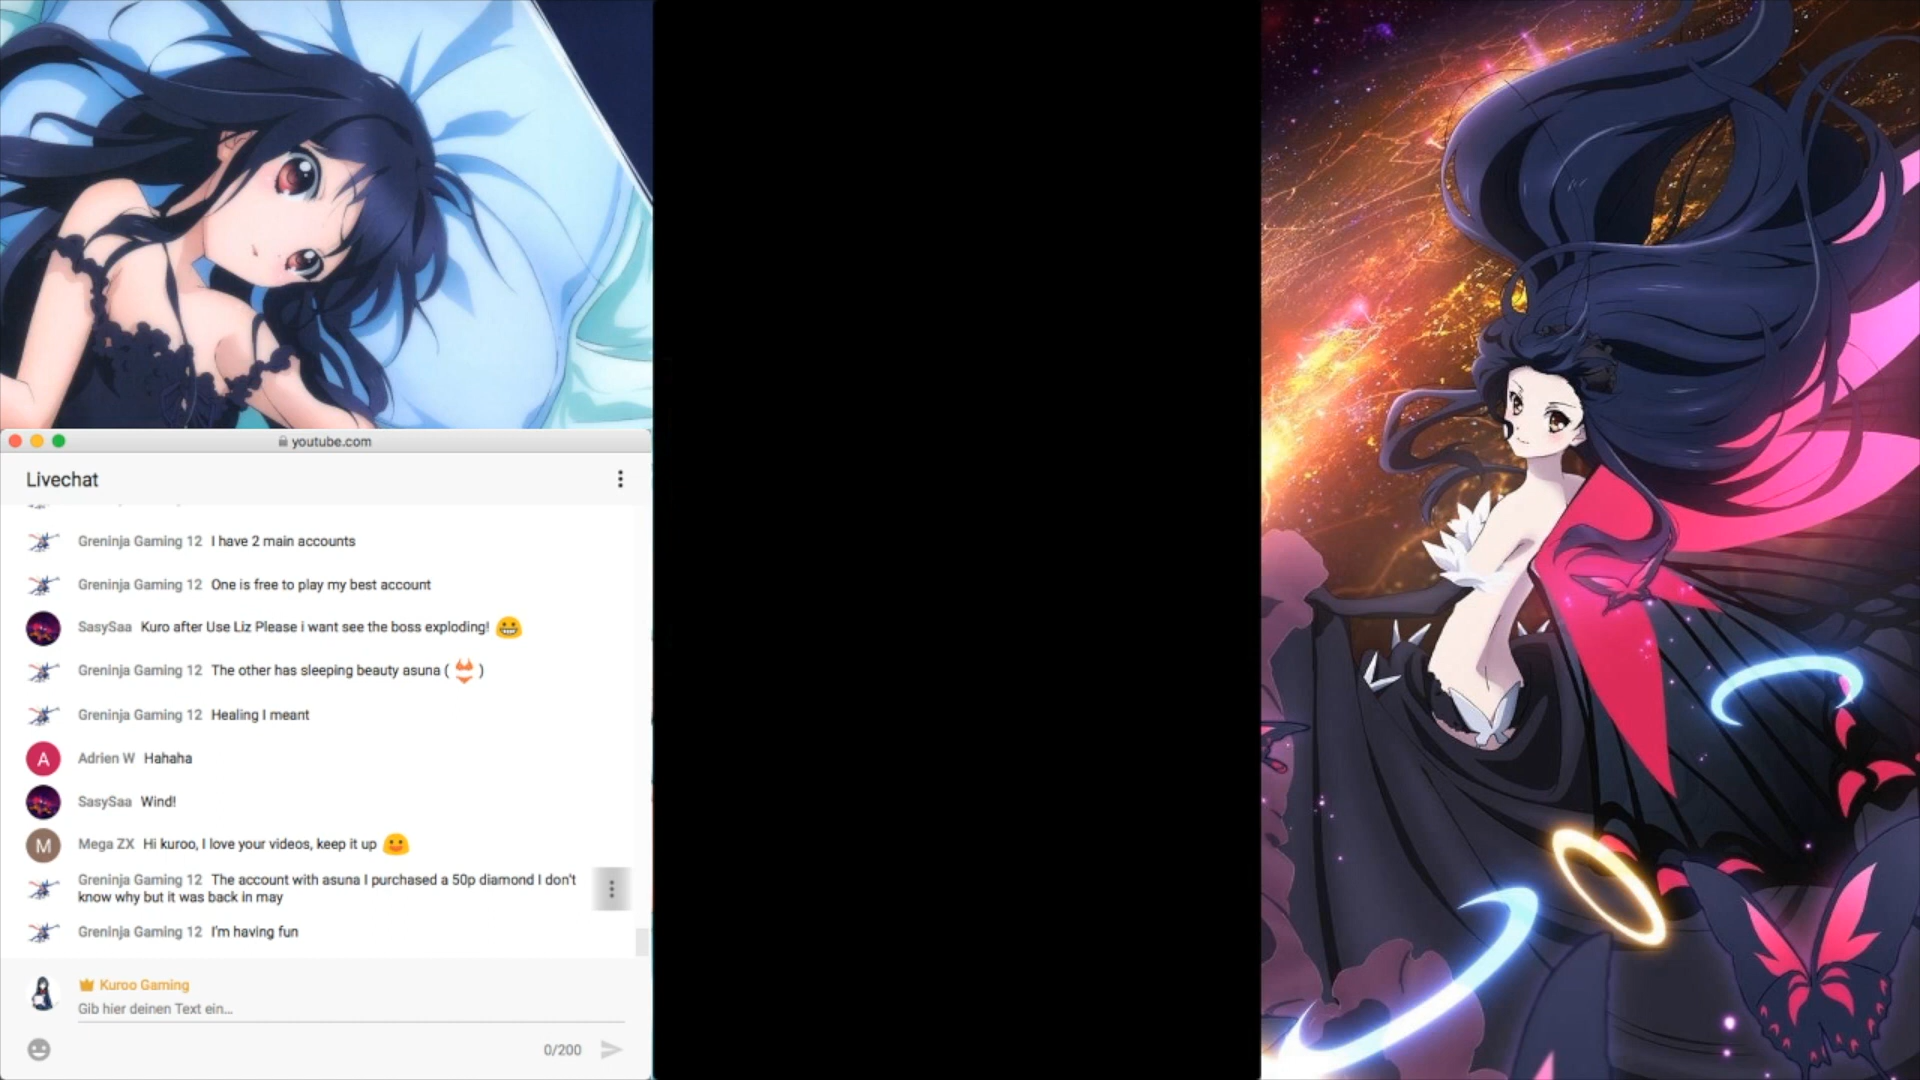 youtube.com
Livechat
Greninja Gaming 12 I have 2 main accounts
Greninja Gaming 12 One is free to play my best account
SasySaa Kuro after Use Liz Please i want see the boss exploding! 😀
Greninja Gaming 12 The other has sleeping beauty asuna ( 👙 )
Greninja Gaming 12 Healing I meant
A Adrien W Hahaha
SasySaa Wind!
M Mega ZX Hi kuroo, I love your videos, keep it up 😃
Greninja Gaming 12 The account with asuna I purchased a 50p diamond I don't
know why but it was back in may
Greninja Gaming 12 I'm having fun
Kuroo Gaming
Gib hier deinen Text ein...
0/200